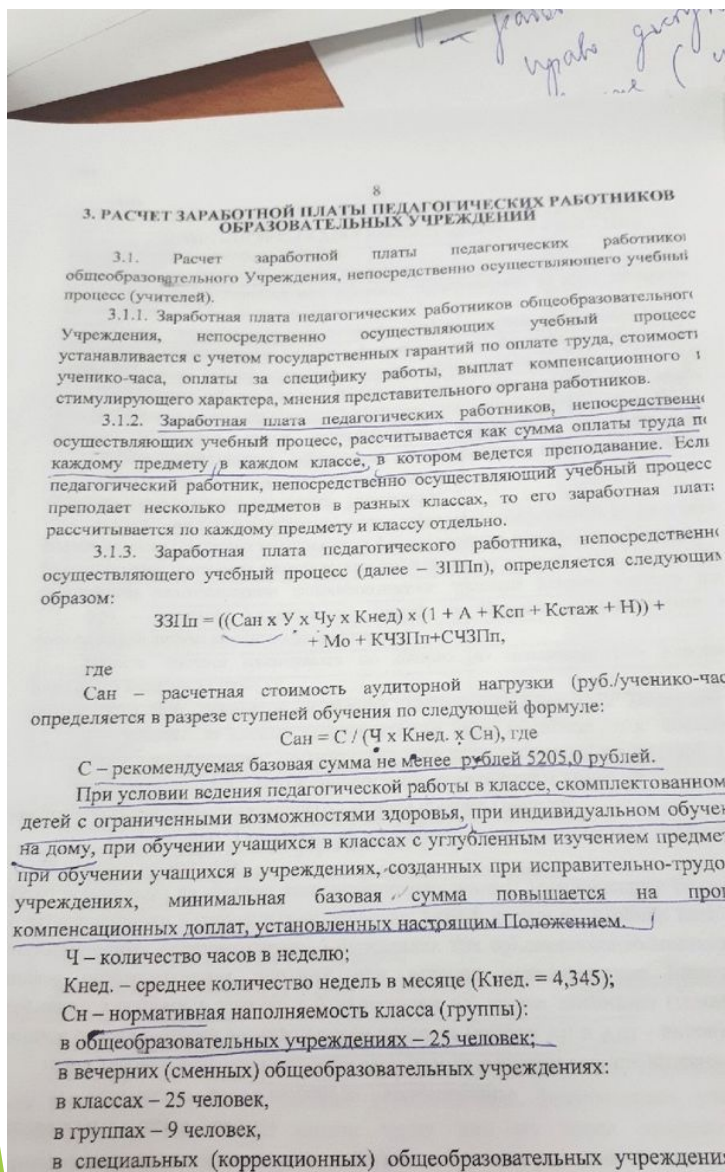 право
8
3. РАСЧЕТ ЗАРАБОТНОЙ ПЛАТЫ ПЕДАГОГИЧЕСКИХ РАБОТНИКОВ
ОБРАЗОВАТЕЛЬНЫХ УЧРЕЖДЕНИЙ
3.1. Расчет заработной платы педагогических работников
общеобразовательного Учреждения, непосредственно осуществляющего учебный
процесс (учителей).
3.1.1. Заработная плата педагогических работников общеобразовательного
Учреждения, непосредственно осуществляющих учебный процесс
устанавливается с учетом государственных гарантий по оплате труда, стоимости
ученико-часа, оплаты за специфику работы, выплат компенсационного и
стимулирующего характера, мнения представительного органа работников.
3.1.2. Заработная плата педагогических работников, непосредственно
осуществляющих учебный процесс, рассчитывается как сумма оплаты труда по
каждому предмету в каждом классе, в котором ведется преподавание. Если
педагогический работник, непосредственно осуществляющий учебный процесс
преподает несколько предметов в разных классах, то его заработная плата
рассчитывается по каждому предмету и классу отдельно.
3.1.3. Заработная плата педагогического работника, непосредственно
осуществляющего учебный процесс (далее – ЗППп), определяется следующим
образом:
ЗЗПп = ((Сан х У х Чу х Кнед) х (1 + А + Ксп + Кстаж + Н)) +
+ Мо + КЧЗПп+СЧЗПп,
где
Сан – расчетная стоимость аудиторной нагрузки (руб./ученико-час
определяется в разрезе ступеней обучения по следующей формуле:
Сан = С / (Ч х Кнед. х Сн), где
С – рекомендуемая базовая сумма не менее рублей 5205,0 рублей.
При условии ведения педагогической работы в классе, скомплектованном
детей с ограниченными возможностями здоровья, при индивидуальном обучен
на дому, при обучении учащихся в классах с углубленным изучением предмет
при обучении учащихся в учреждениях, созданных при исправительно-трудо
учреждениях, минимальная базовая сумма повышается на проц
компенсационных доплат, установленных настоящим Положением.
Ч – количество часов в неделю;
Кнед. – среднее количество недель в месяце (Кнед. = 4,345);
Сн – нормативная наполняемость класса (группы):
в общеобразовательных учреждениях – 25 человек;
в вечерних (сменных) общеобразовательных учреждениях:
в классах – 25 человек,
в группах – 9 человек,
в специальных (коррекционных) общеобразовательных учреждения